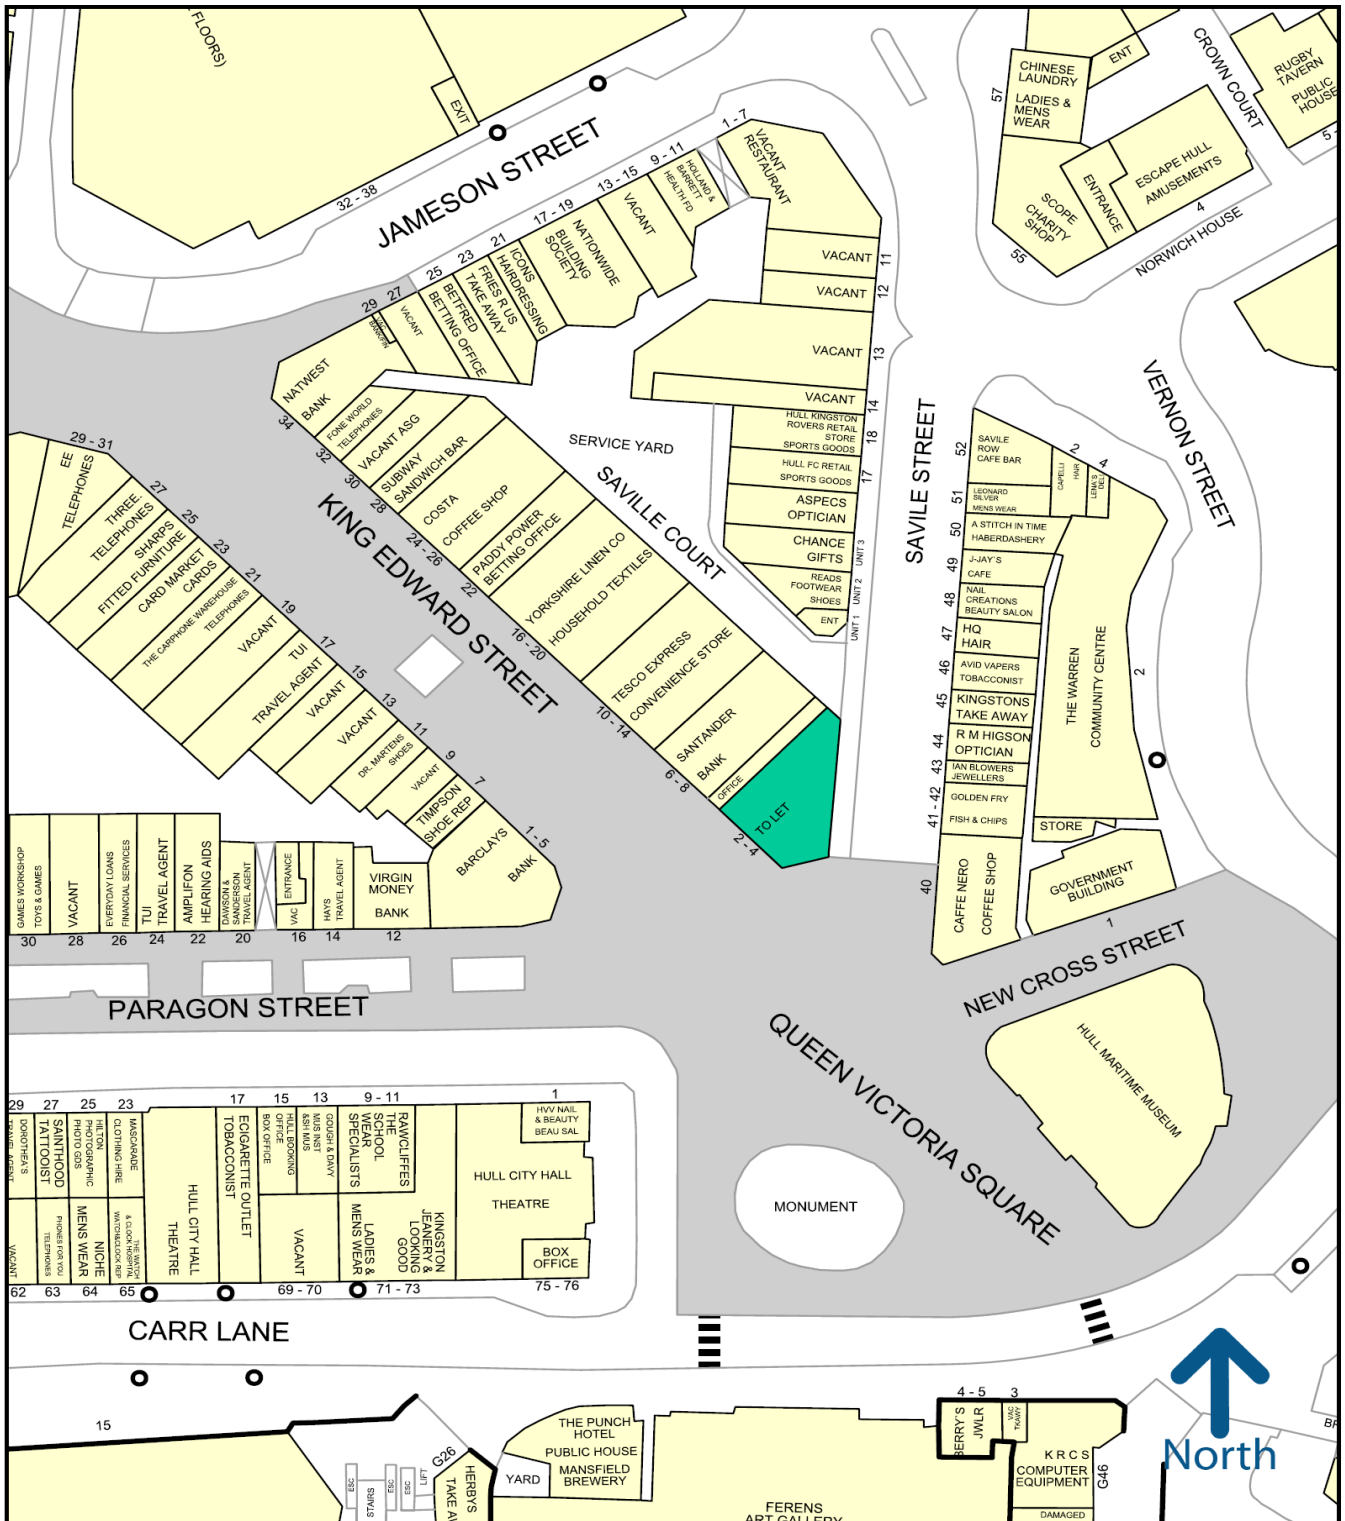 FLOORS)
EXIT
32 - 38
JAMESON STREET
1 - 7
VACANT
RESTAURANT
9 - 11
HOLLAND &
BARRETT
HEALTH FD
13 - 15
VACANT
17 - 19
NATIONWIDE
BUILDING
SOCIETY
21
ICONS
HAIRDRESSING
23
FRIES R US
TAKE AWAY
25
BETFRED
BETTING OFFICE
27
VACANT
29
NATWEST
BANK
34
FONE WORLD
TELEPHONES
32
VACANT ASG
30
SUBWAY
SANDWICH BAR
28
COSTA
COFFEE SHOP
24 - 26
PADDY POWER
BETTING OFFICE
22
YORKSHIRE LINEN CO
HOUSEHOLD TEXTILES
16 - 20
TESCO EXPRESS
CONVENIENCE STORE
10 - 14
SANTANDER
BANK
6 - 8
OFFICE
TO LET
2 - 4
KING EDWARD STREET
SERVICE YARD
SAVILLE COURT
VACANT
11
VACANT
12
VACANT
13
VACANT
14
HULL KINGSTON
ROVERS RETAIL
STORE
SPORTS GOODS
18
HULL FC RETAIL
SPORTS GOODS
17
ASPECS
OPTICIAN
CHANCE
GIFTS
UNIT 3
READS
FOOTWEAR
SHOES
UNIT 2
ENT
UNIT 1
SAVILE STREET
57
CHINESE
LAUNDRY
LADIES &
MENS
WEAR
ENT
CROWN COURT
RUGBY
TAVERN
PUBLIC
HOUSE
5 -
SCOPE
CHARITY
SHOP
55
ENTRANCE
ESCAPE HULL
AMUSEMENTS
4
NORWICH HOUSE
VERNON STREET
52
SAVILE
ROW
CAFE BAR
2
CAPELLI
HAIR
4
LENA'S
DELI
51
LEONARD
SILVER
MENS WEAR
50
A STITCH IN TIME
HABERDASHERY
49
J-JAY'S
CAFE
48
NAIL
CREATIONS
BEAUTY SALON
47
HQ
HAIR
46
AVID VAPERS
TOBACCONIST
45
KINGSTONS
TAKE AWAY
44
R M HIGSON
OPTICIAN
43
IAN BLOWERS
JEWELLERS
41 - 42
GOLDEN FRY
FISH & CHIPS
40
CAFFE NERO
COFFEE SHOP
THE WARREN
COMMUNITY CENTRE
2
STORE
GOVERNMENT
BUILDING
1
NEW CROSS STREET
HULL MARITIME MUSEUM
QUEEN VICTORIA SQUARE
MONUMENT
29 - 31
EE
TELEPHONES
27
THREE.
TELEPHONES
25
SHARPS
FITTED FURNITURE
23
CARD MARKET
CARDS
21
THE CARPHONE WAREHOUSE
TELEPHONES
19
VACANT
17
TUI
TRAVEL AGENT
15
VACANT
13
VACANT
11
DR. MARTENS
SHOES
9
VACANT
7
TIMPSON
SHOE REP
1 - 5
BARCLAYS
BANK
GAMES WORKSHOP
TOYS & GAMES
30
VACANT
28
EVERYDAY LOANS
FINANCIAL SERVICES
26
TUI
TRAVEL AGENT
24
AMPLIFON
HEARING AIDS
22
DAWSON &
SANDERSON
TRAVEL AGENT
20
ENTRANCE
VAC
16
HAYS
TRAVEL AGENT
14
VIRGIN
MONEY
BANK
12
PARAGON STREET
29
DOROTHEA'S
TRAVEL AGENT
27
SAINTHOOD
TATTOOIST
25
HILTON
PHOTOGRAPHIC
PHOTO GDS
23
MASCARADE
CLOTHING HIRE
HULL CITY HALL
THEATRE
17
ECIGARETTE OUTLET
TOBACCONIST
15
HULL BOOKING
OFFICE
BOX OFFICE
13
GOUGH & DAVY
MUS INST
&SH MUS
9 - 11
RAWCLIFFES
THE
SCHOOL
WEAR
SPECIALISTS
1
HVV NAIL
& BEAUTY
BEAU SAL
HULL CITY HALL
THEATRE
BOX
OFFICE
75 - 76
VACANT
62
PHONES FOR YOU
TELEPHONES
63
NICHE
MENS WEAR
64
THE WATCH
& CLOCK HOSPITAL
WATCH&CLOCK REP
65
VACANT
69 - 70
KINGSTON
JEANERY &
LOOKING
GOOD
LADIES &
MENS WEAR
71 - 73
CARR LANE
15
ESC
STAIRS
ESC
ESC
LIFT
G26
HERBYS
YARD
THE PUNCH
HOTEL
PUBLIC HOUSE
MANSFIELD
BREWERY
FERENS
ART GALLERY
4 - 5
BERRY'S
JWLR
3
VAC
TKAWY
K R C S
COMPUTER
EQUIPMENT
G46
DAMAGED
North